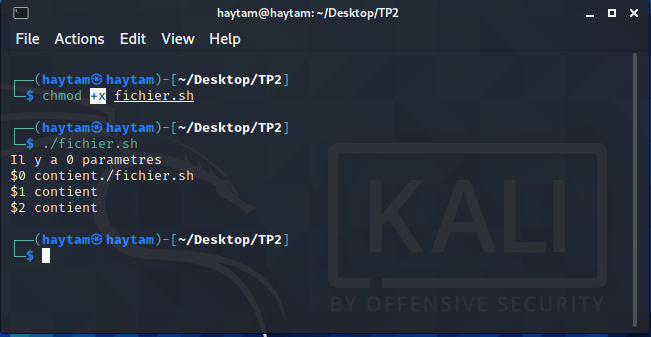 haytam@haytam: ~/Desktop/TP2
File Actions Edit View Help
┌──(haytam㉿haytam)-[~/Desktop/TP2]
└─$ chmod +x fichier.sh
┌──(haytam㉿haytam)-[~/Desktop/TP2]
└─$ ./fichier.sh
Il y a 0 parametres
$0 contient./fichier.sh
$1 contient
$2 contient
┌──(haytam㉿haytam)-[~/Desktop/TP2]
└─$
KALI
BY OFFENSIVE SECURITY